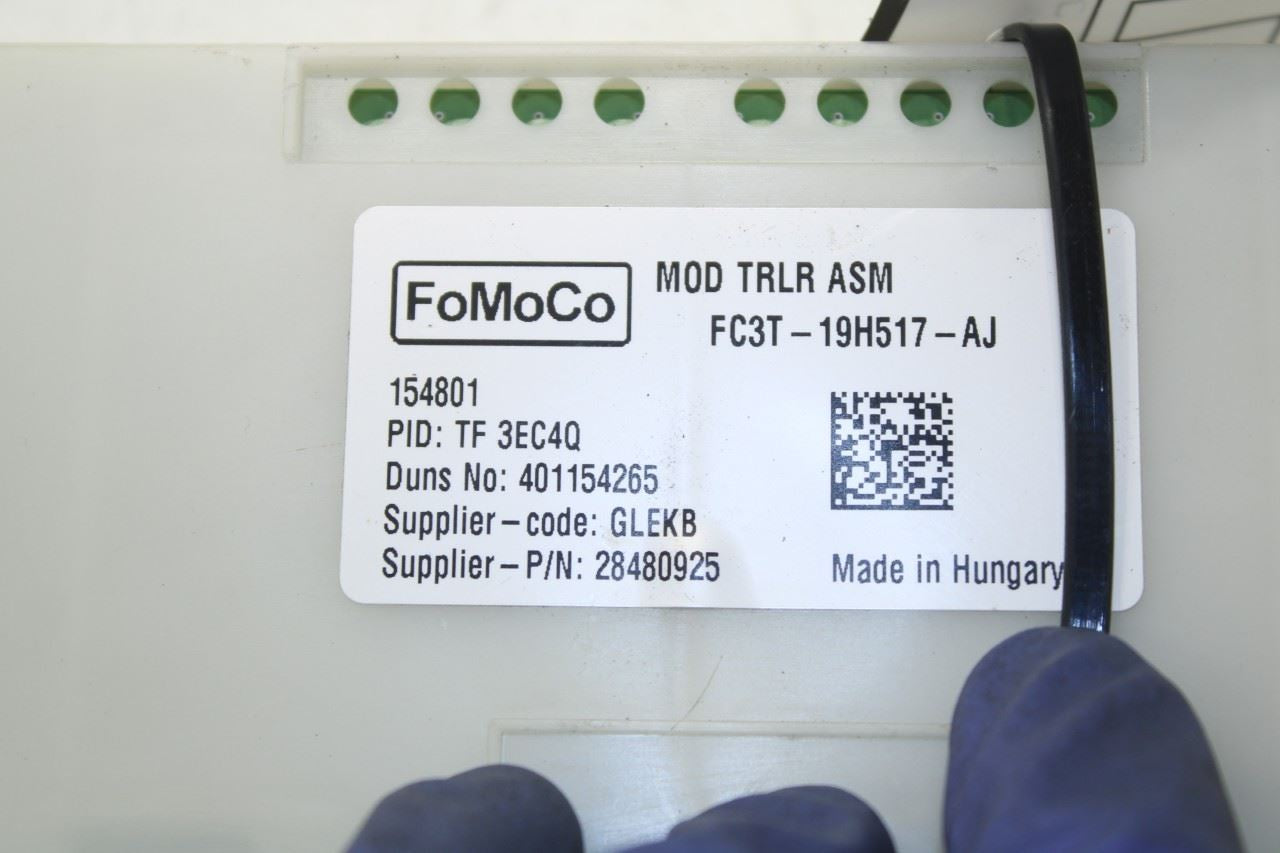 FoMoCo
MOD TRLR ASM
FC3T-19H517-AJ
154801
PID: TF 3EC4Q
Duns No: 401154265
Supplier-code: GLEKB
Supplier-P/N: 28480925
Made in Hungary